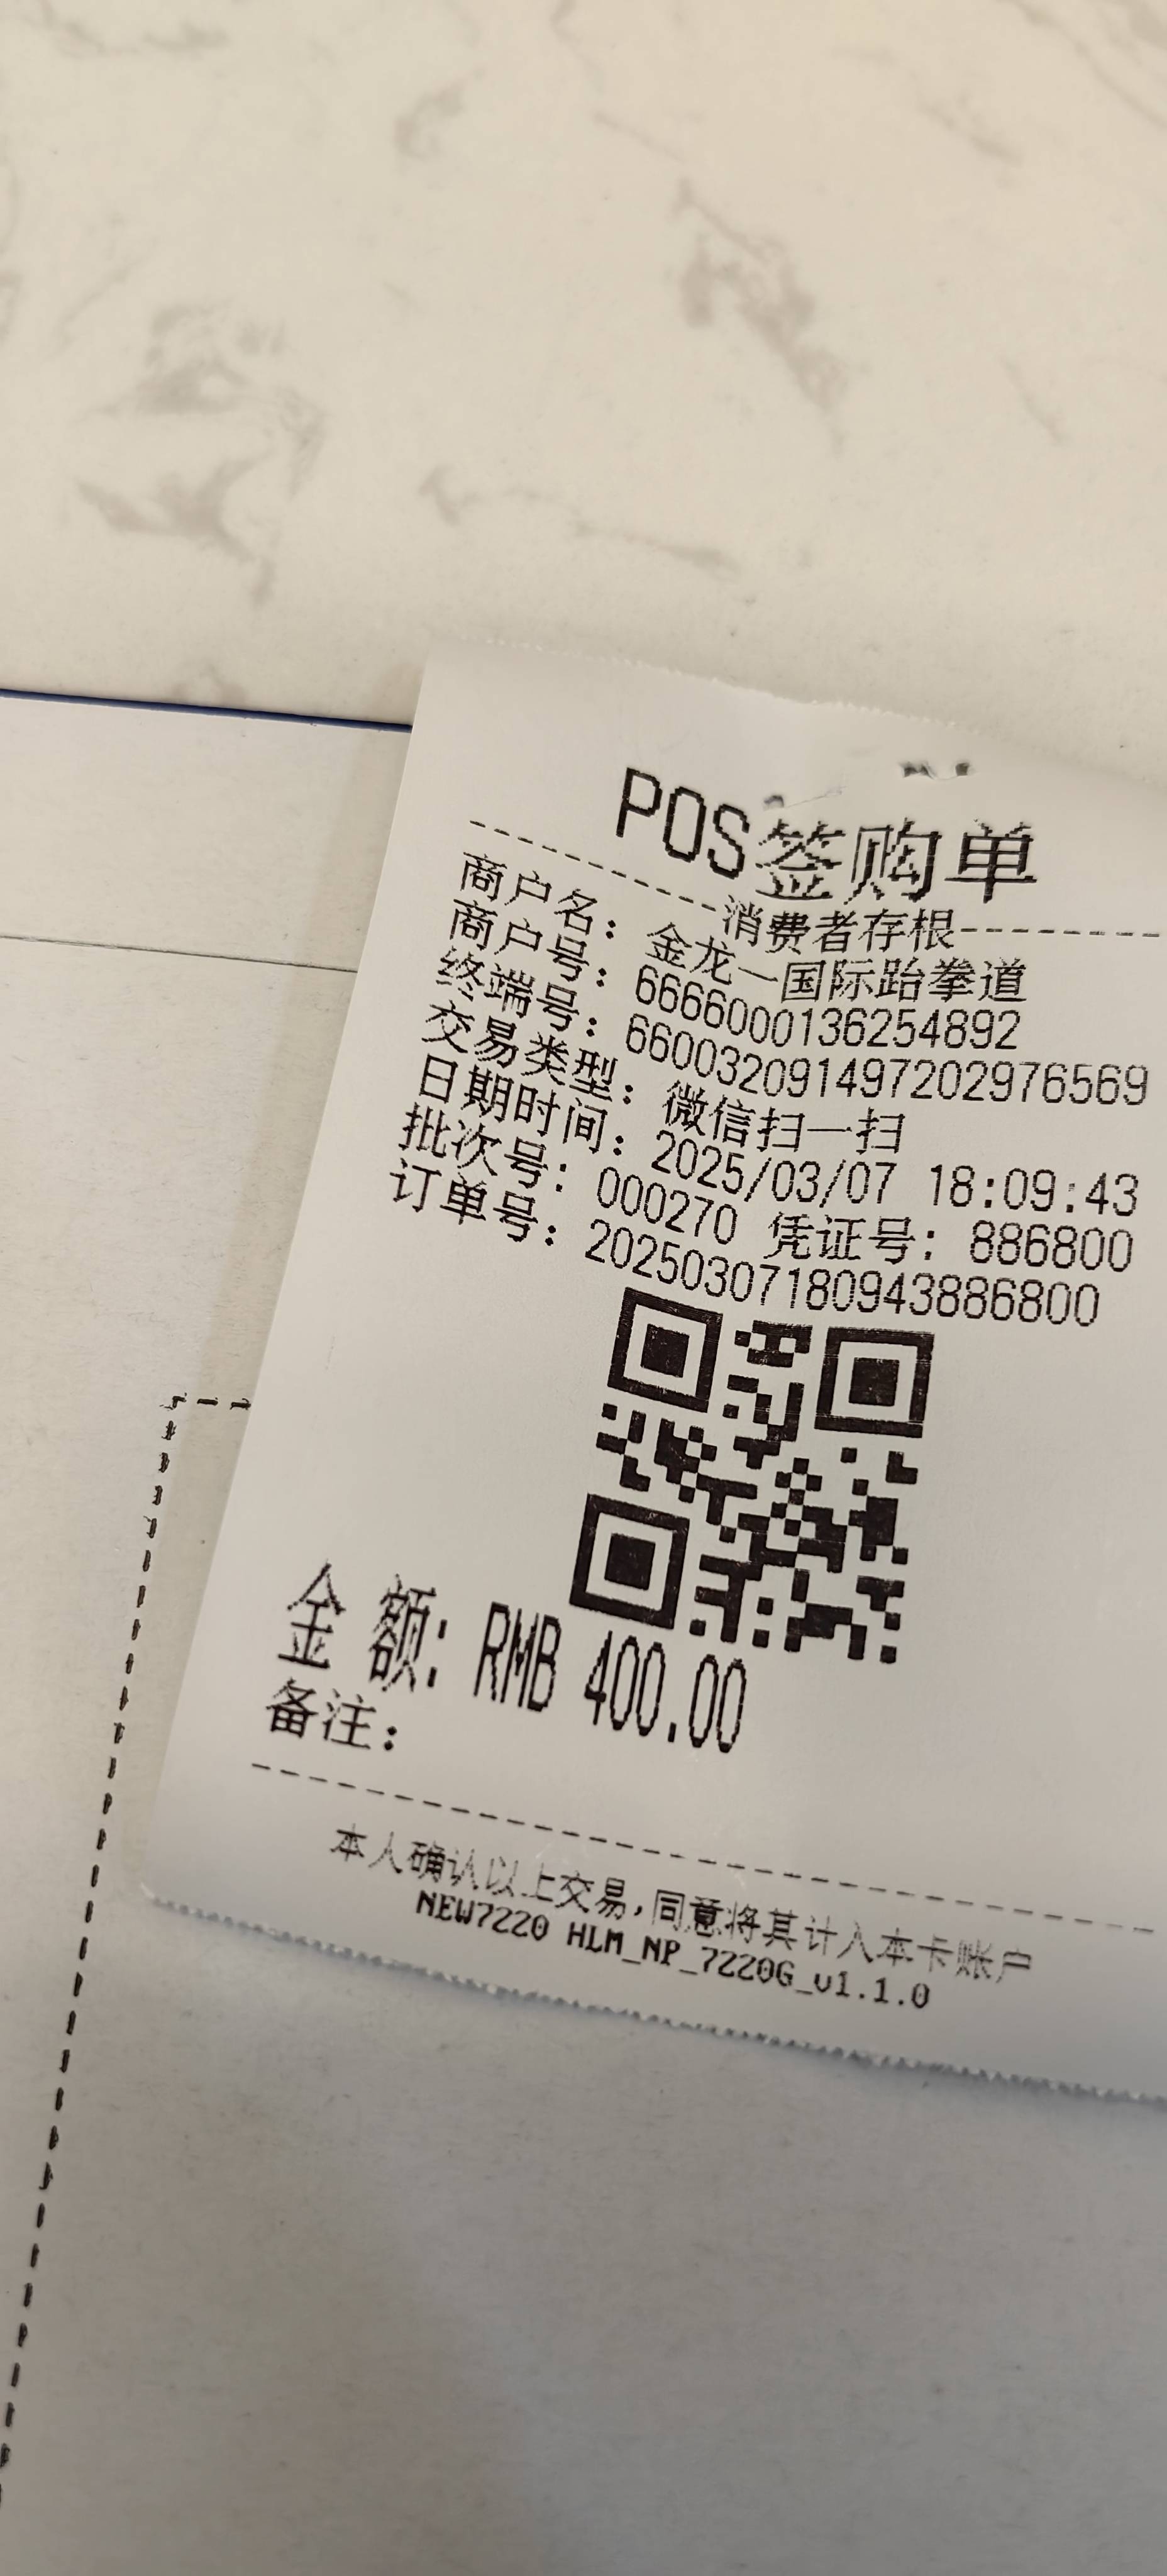 POS签购单
----------消费者存根----------
商户名：金龙一国际跆拳道
商户号：6666000136254892
终端号：660032091497202976569
交易类型：微信扫一扫
日期时间：2025/03/07 18:09:43
批次号：000270 凭证号：886800
订单号：20250307180943886800
金 额：RMB 400.00
备注：
本人确认以上交易,同意将其计入本卡账户
NEW7220 HLM_NP_7220G_v1.1.0